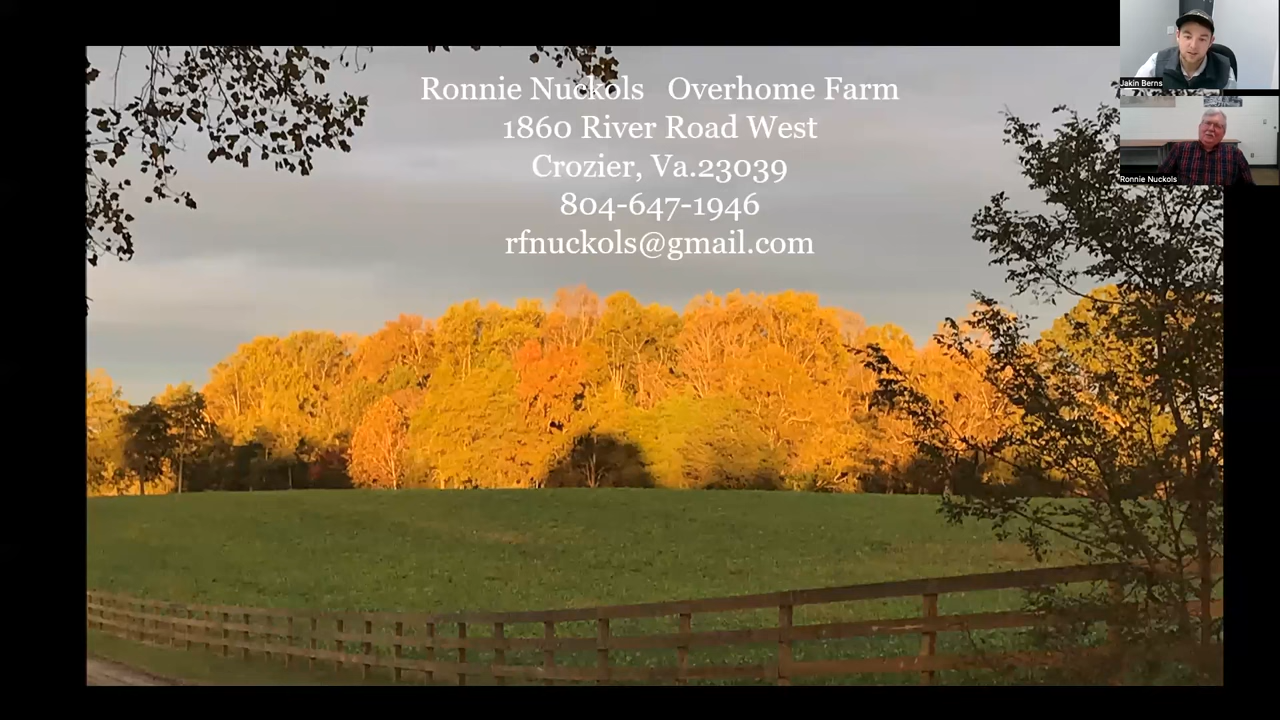 Ronnie Nuckols Overhome Farm
1860 River Road West
Crozier, Va.23039
804-647-1946
rfnuckols@gmail.com
Jakin Berns
Ronnie Nuckols